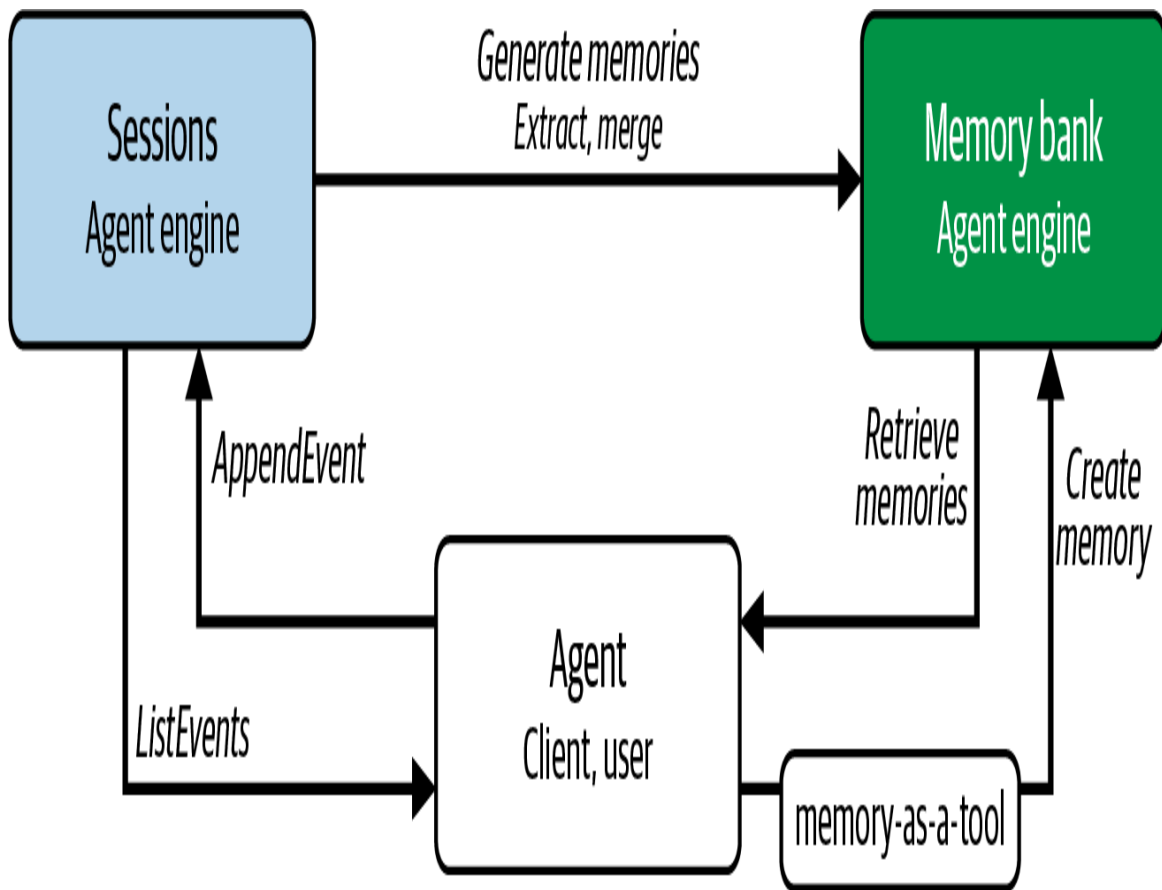 Sessions
Agent engine
Generate memories
Extract, merge
Memory bank
Agent engine
AppendEvent
Retrieve
memories
Create
memory
ListEvents
Agent
Client, user
memory-as-a-tool